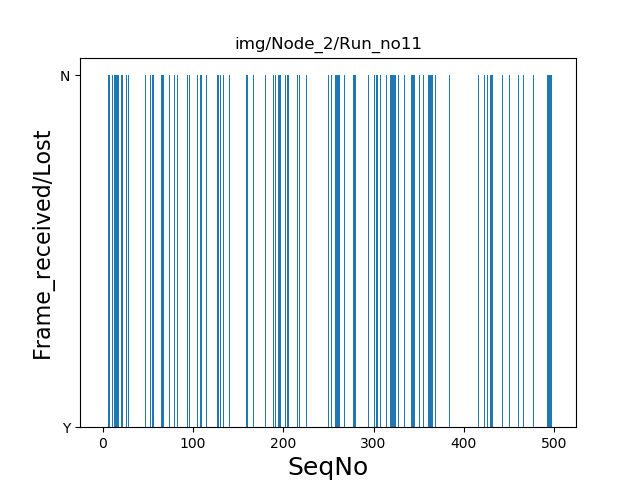 img/Node_2/Run_no11
Frame_received/Lost
N
Y
0
100
200
300
400
500
SeqNo